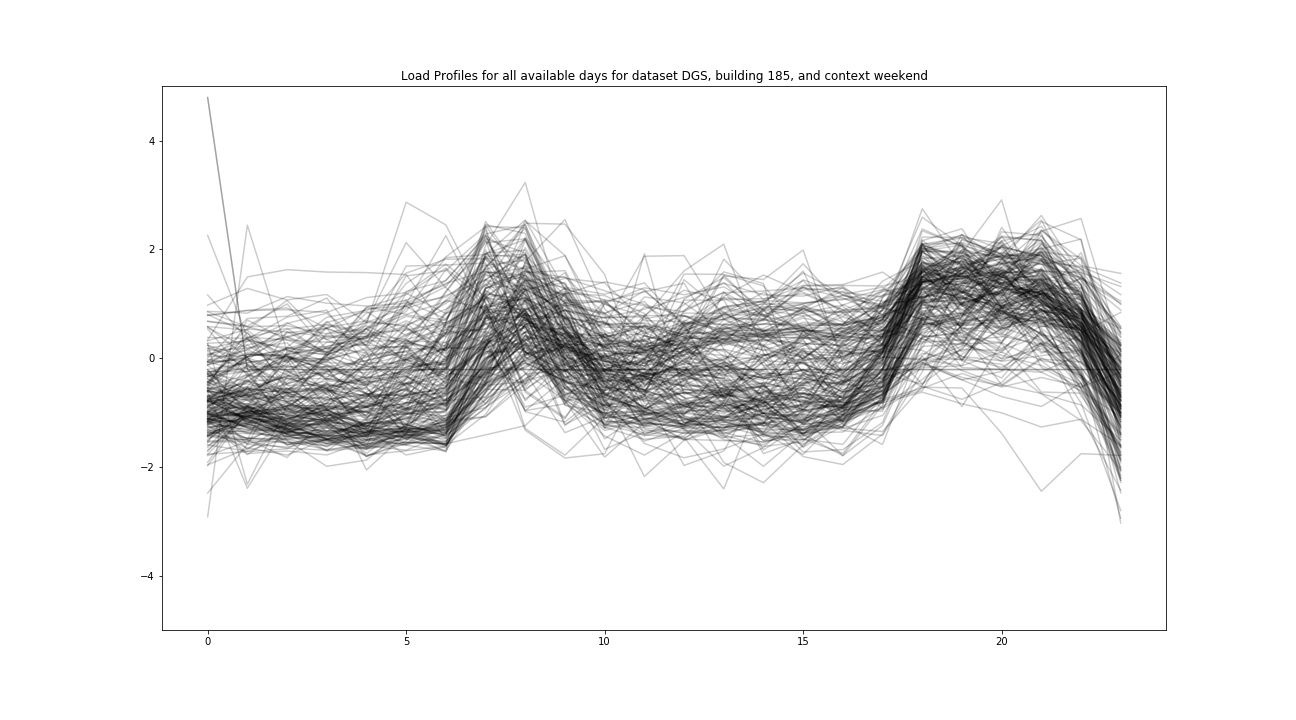 Load Profiles for all available days for dataset DGS, building 185, and context weekend
4
2
0
−2
−4
0 5 10 15 20